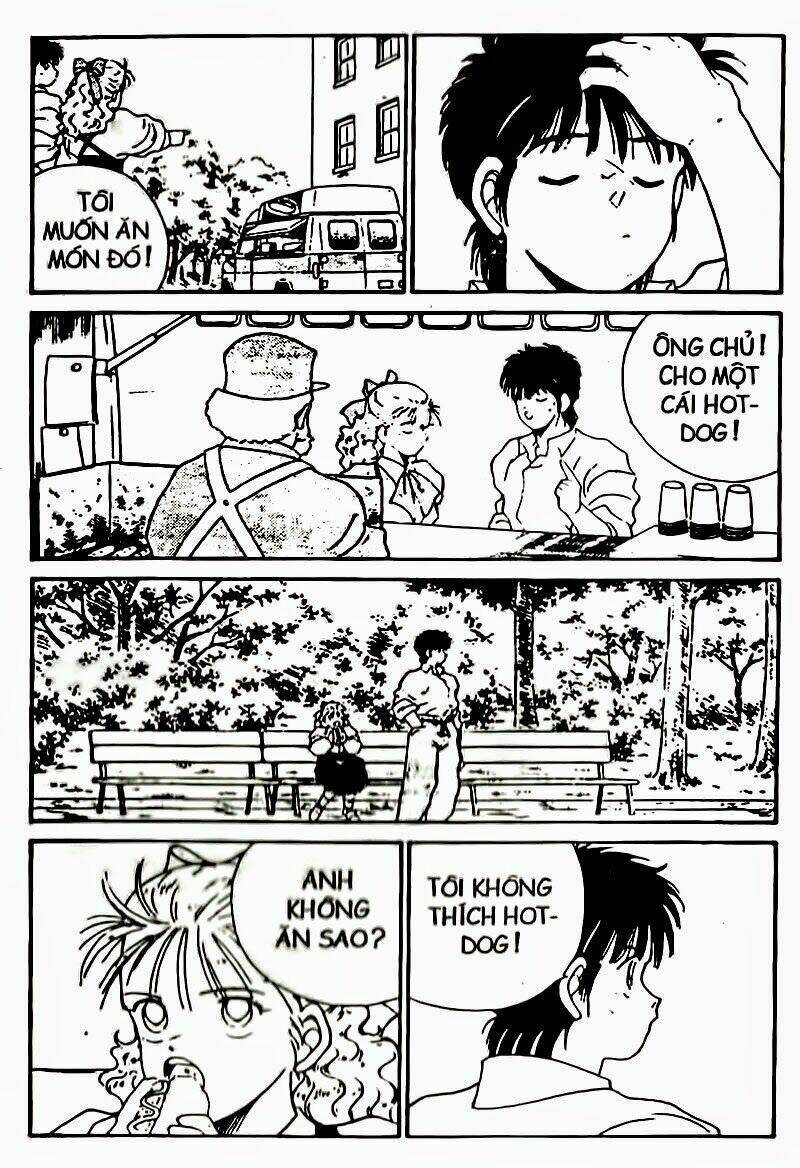 TÔI
MUỐN ĂN
MÓN ĐÓ!
ÔNG CHỦ!
CHO MỘT
CÁI HOT-
DOG!
ANH
KHÔNG
ĂN SAO?
TÔI KHÔNG
THÍCH HOT-
DOG!